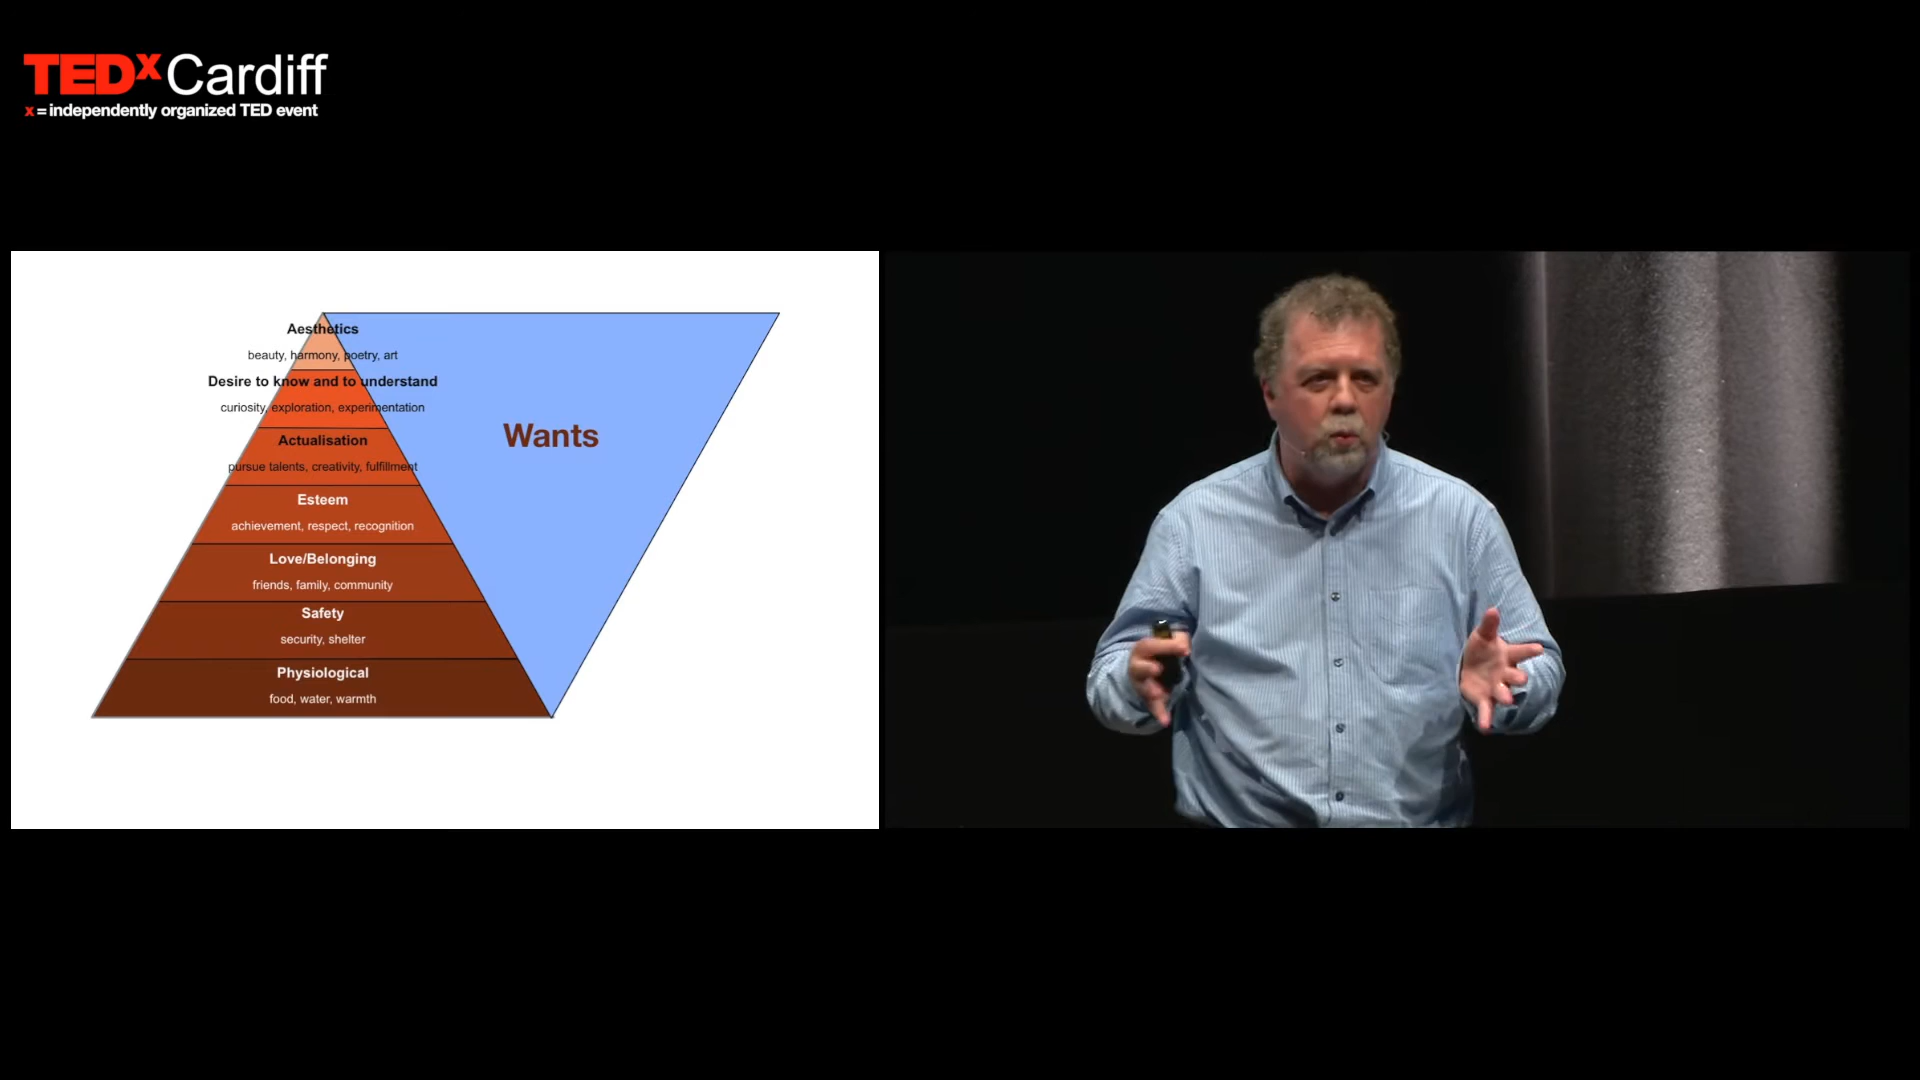 TEDxCardiff
x = independently organized TED event
Aesthetics
beauty, harmony, poetry, art
Desire to know and to understand
curiosity, exploration, experimentation
Actualisation
pursue talents, creativity, fulfillment
Esteem
achievement, respect, recognition
Love/Belonging
friends, family, community
Safety
security, shelter
Physiological
food, water, warmth
Wants